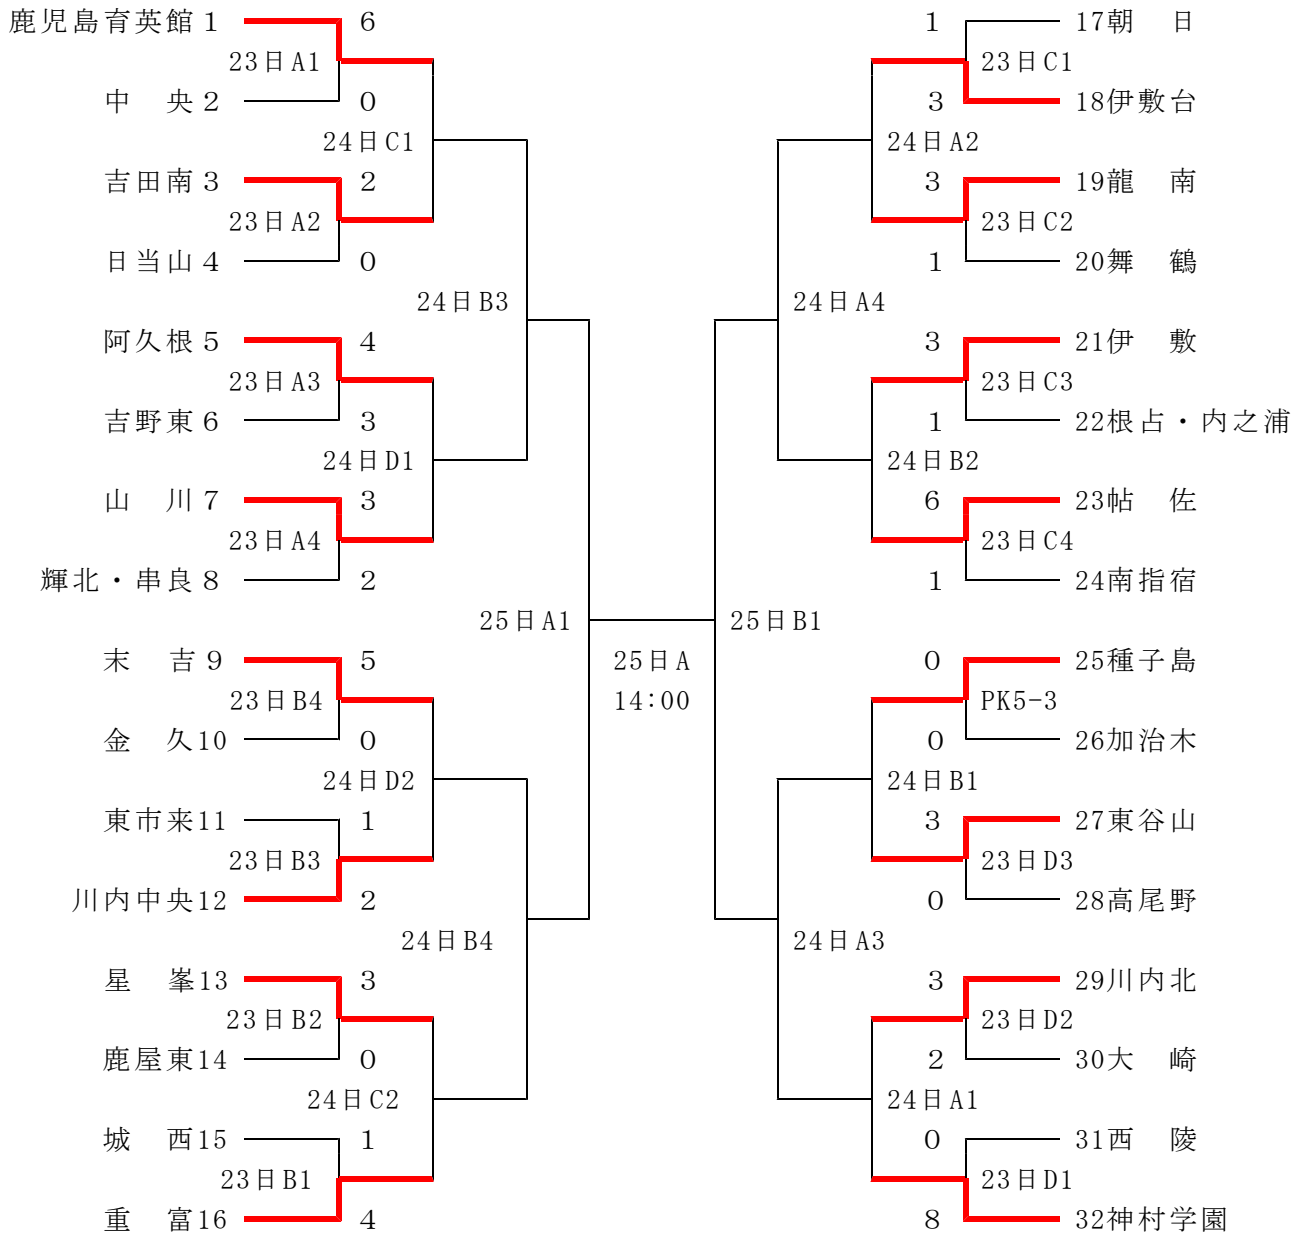 鹿児島育英館 1 6
23日A1
中　央 2 0
24日C1
吉田南 3 2
23日A2
日当山 4 0
24日B3
阿久根 5 4
23日A3
吉野東 6 3
24日D1
山　川 7 3
23日A4
輝北・串良 8 2
25日A1
末　吉 9 5
23日B4
金　久10 0
24日D2
東市来11 1
23日B3
川内中央12 2
24日B4
星　峯13 3
23日B2
鹿屋東14 0
24日C2
城　西15 1
23日B1
重　富16 4
25日A
14:00
1 17朝　日
23日C1
3 18伊敷台
24日A2
3 19龍　南
23日C2
1 20舞　鶴
24日A4
3 21伊　敷
23日C3
1 22根占・内之浦
24日B2
6 23帖　佐
23日C4
1 24南指宿
25日B1
0 25種子島
PK5-3
0 26加治木
24日B1
3 27東谷山
23日D3
0 28高尾野
24日A3
3 29川内北
23日D2
2 30大　崎
24日A1
0 31西　陵
23日D1
8 32神村学園